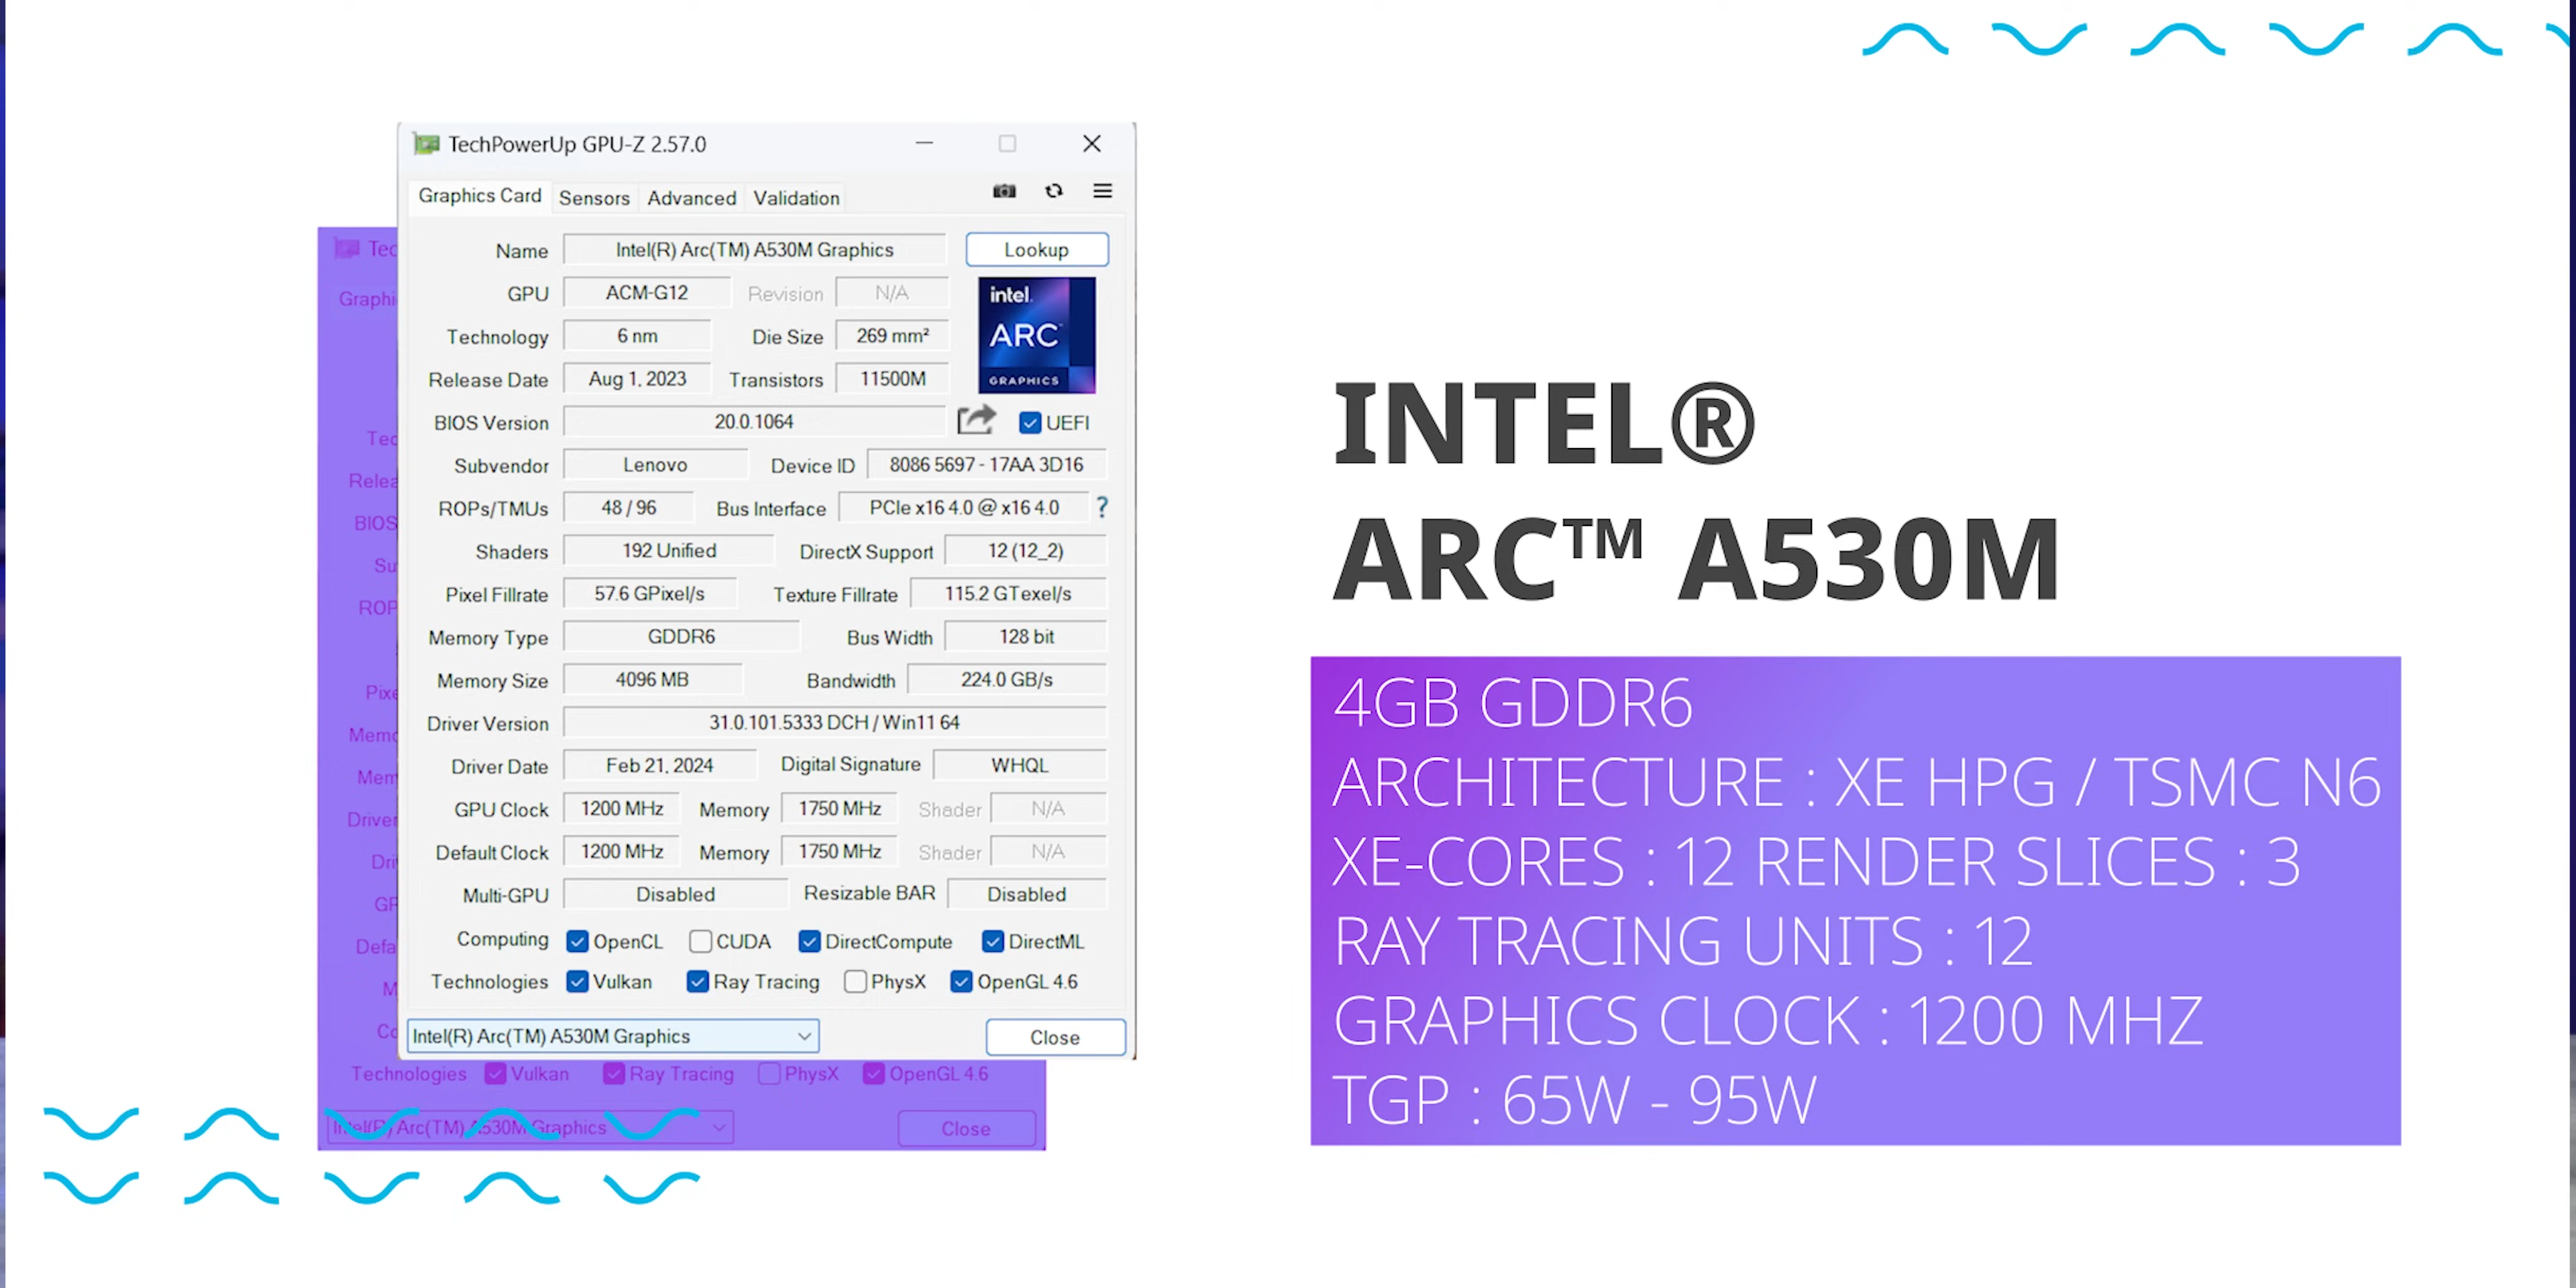 TechPowerUp GPU-Z 2.57.0
Graphics Card Sensors Advanced Validation
Name Intel(R) Arc(TM) A530M Graphics Lookup
GPU ACM-G12 Revision N/A
intel.
ARC
GRAPHICS
Technology 6 nm Die Size 269 mm²
Release Date Aug 1, 2023 Transistors 11500M
BIOS Version 20.0.1064 UEFI
Subvendor Lenovo Device ID 8086 5697 - 17AA 3D16
ROPs/TMUs 48 / 96 Bus Interface PCIe x16 4.0 @ x16 4.0 ?
Shaders 192 Unified DirectX Support 12 (12_2)
Pixel Fillrate 57.6 GPixel/s Texture Fillrate 115.2 GTexel/s
Memory Type GDDR6 Bus Width 128 bit
Memory Size 4096 MB Bandwidth 224.0 GB/s
Driver Version 31.0.101.5333 DCH / Win11 64
Driver Date Feb 21, 2024 Digital Signature WHQL
GPU Clock 1200 MHz Memory 1750 MHz Shader N/A
Default Clock 1200 MHz Memory 1750 MHz Shader N/A
Multi-GPU Disabled Resizable BAR Disabled
Computing OpenCL CUDA DirectCompute DirectML
Technologies Vulkan Ray Tracing PhysX OpenGL 4.6
Intel(R) Arc(TM) A530M Graphics Close
Technologies Vulkan Ray Tracing PhysX OpenGL 4.6
Intel(R) Arc(TM) A530M Graphics Close
INTEL®
ARC™ A530M
4GB GDDR6
ARCHITECTURE : XE HPG / TSMC N6
XE-CORES : 12 RENDER SLICES : 3
RAY TRACING UNITS : 12
GRAPHICS CLOCK : 1200 MHZ
TGP : 65W - 95W